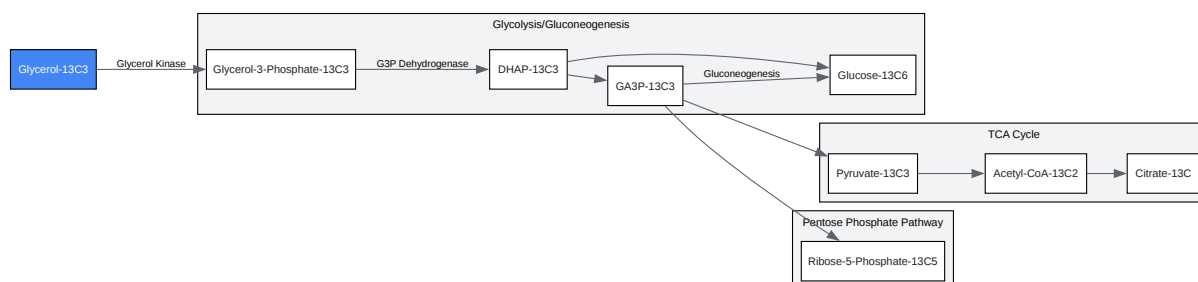 Glycolysis/Gluconeogenesis
Glycerol-13C3
Glycerol Kinase
Glycerol-3-Phosphate-13C3
G3P Dehydrogenase
DHAP-13C3
GA3P-13C3
Gluconeogenesis
Glucose-13C6
TCA Cycle
Pyruvate-13C3
Acetyl-CoA-13C2
Citrate-13C
Pentose Phosphate Pathway
Ribose-5-Phosphate-13C5